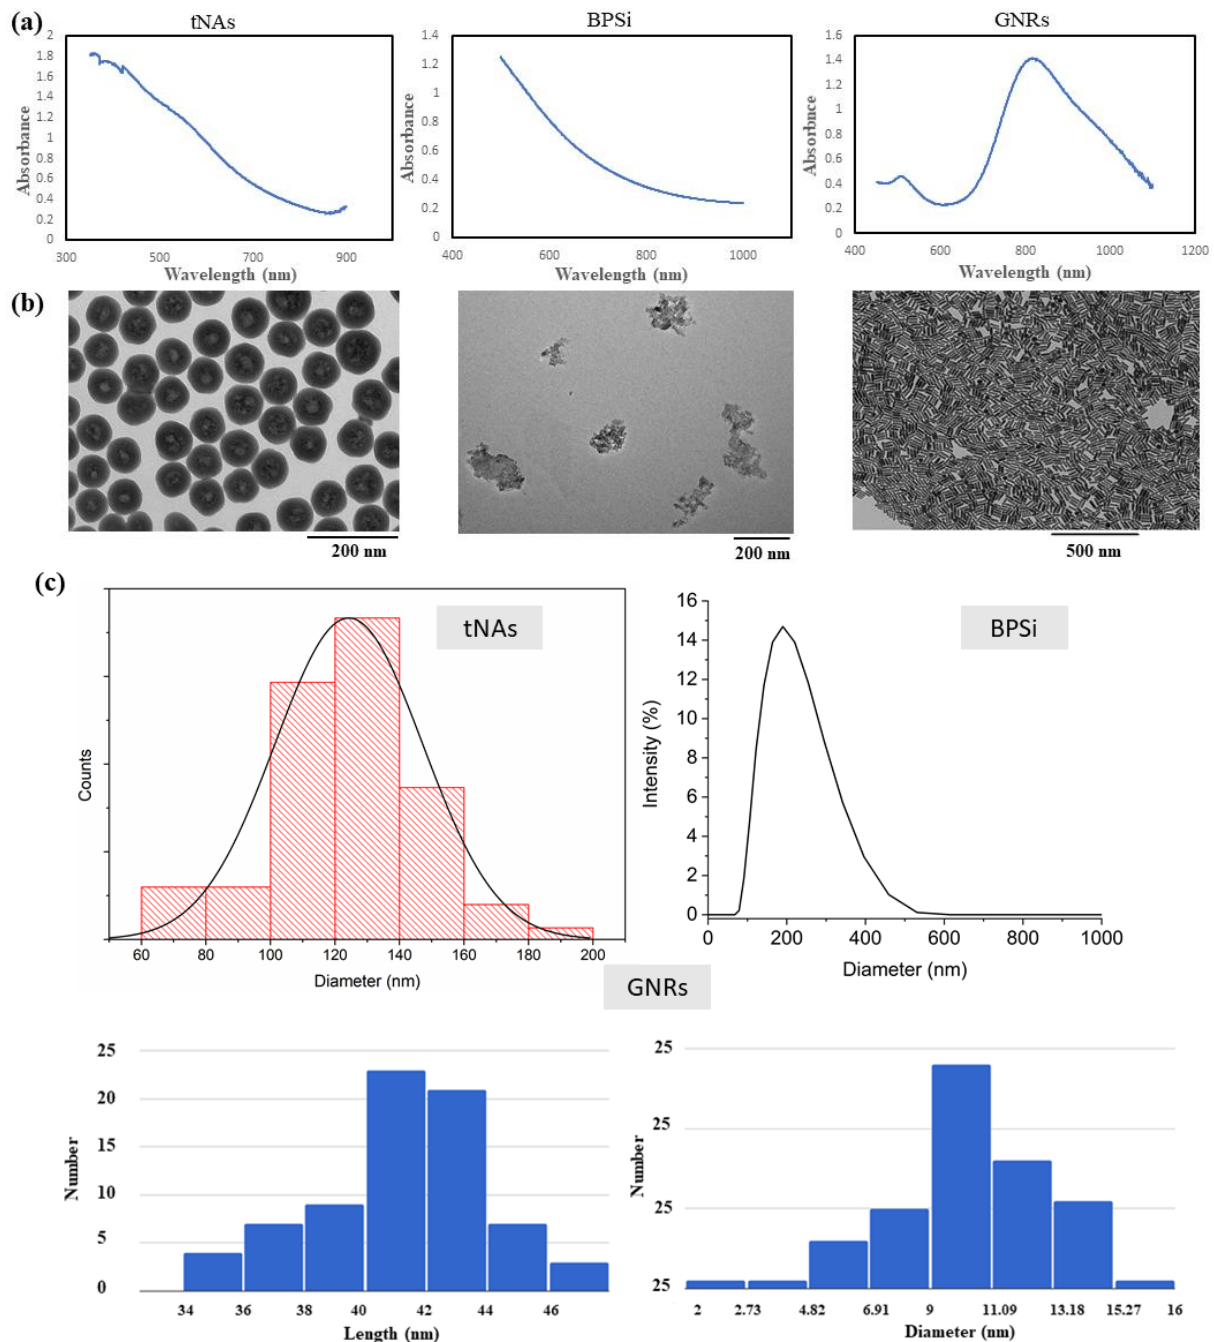 (a)
tNAs
BPSi
GNRs
Absorbance
2
1.8
1.6
1.4
1.2
1
0.8
0.6
0.4
0.2
0
300 500 700 900
Wavelength (nm)
Absorbance
1.4
1.2
1
0.8
0.6
0.4
0.2
0
400 600 800 1000
Wavelength (nm)
Absorbnce
1.6
1.4
1.2
1
0.8
0.6
0.4
0.2
0
400 600 800 1000 1200
Wavelength (nm)
(b)
200 nm
200 nm
500 nm
(c)
tNAs
Counts
60 80 100 120 140 160 180 200
Diameter (nm)
BPSi
Intensity (%)
16
14
12
10
8
6
4
2
0
0 200 400 600 800 1000
Diameter (nm)
GNRs
Number
25
20
15
10
5
0
34 36 38 40 42 44 46
Length (nm)
Number
25
25
25
25
2 2.73 4.82 6.91 9 11.09 13.18 15.27 16
Diameter (nm)